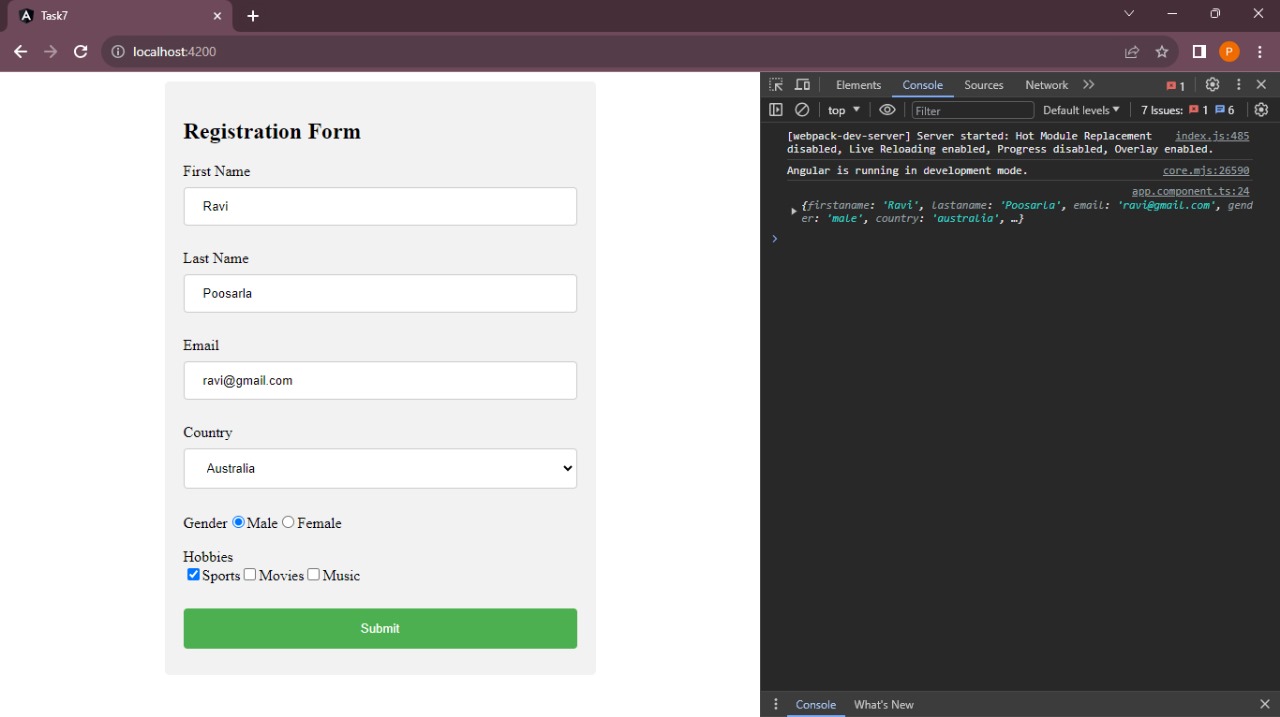 Task7
localhost:4200
P
Registration Form
First Name
Ravi
Last Name
Poosarla
Email
ravi@gmail.com
Country
Australia
Gender Male Female
Hobbies
Sports Movies Music
Submit
Elements Console Sources Network 1
top Filter Default levels 7 Issues: 1 6
[webpack-dev-server] Server started: Hot Module Replacement index.js:485
disabled, Live Reloading enabled, Progress disabled, Overlay enabled.
Angular is running in development mode. core.mjs:26590
app.component.ts:24
{firstaname: 'Ravi', lastaname: 'Poosarla', email: 'ravi@gmail.com', gend
er: 'male', country: 'australia', …}
Console What's New